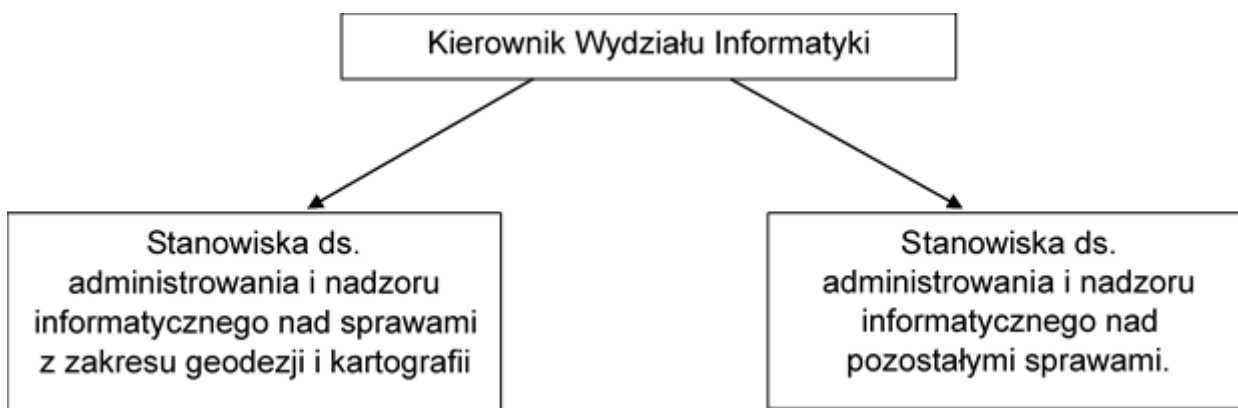 Kierownik Wydziału Informatyki
Stanowiska ds.
administrowania i nadzoru
informatycznego nad sprawami
z zakresu geodezji i kartografii
Stanowiska ds.
administrowania i nadzoru
informatycznego nad
pozostałymi sprawami.